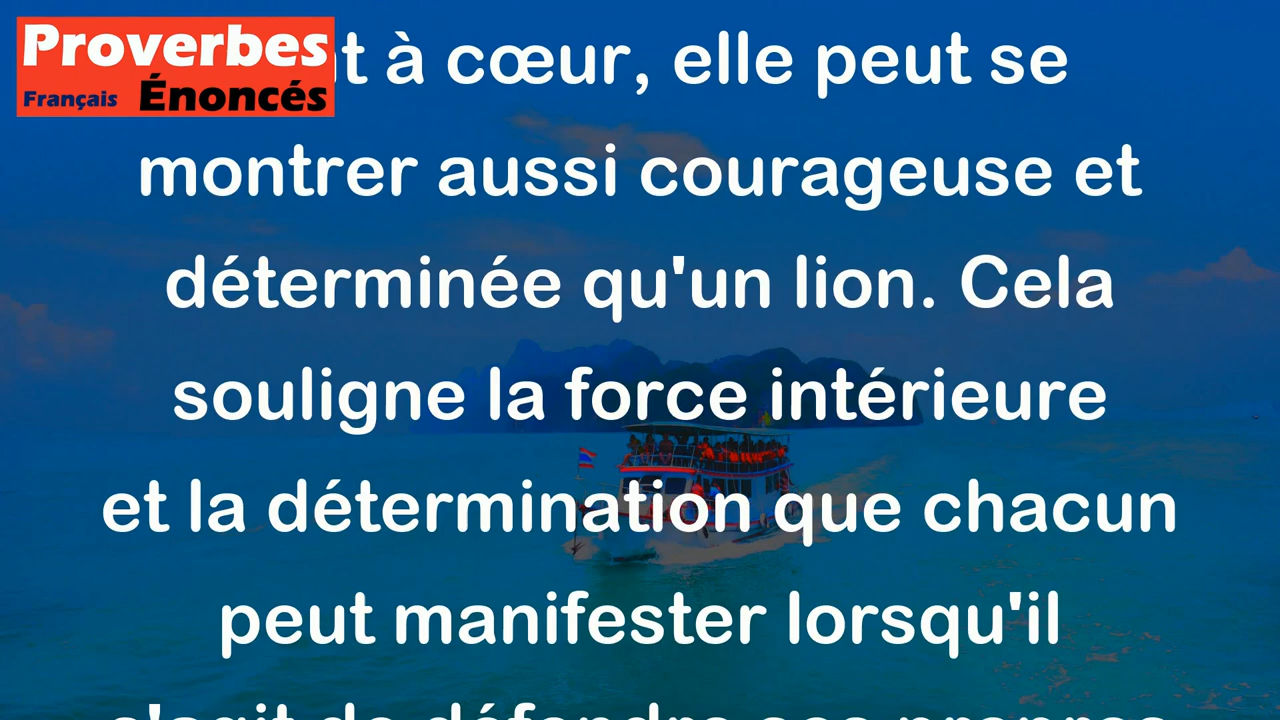 Proverbes
Français Énoncés
à cœur, elle peut se
montrer aussi courageuse et
déterminée qu'un lion. Cela
souligne la force intérieure
et la détermination que chacun
peut manifester lorsqu'il